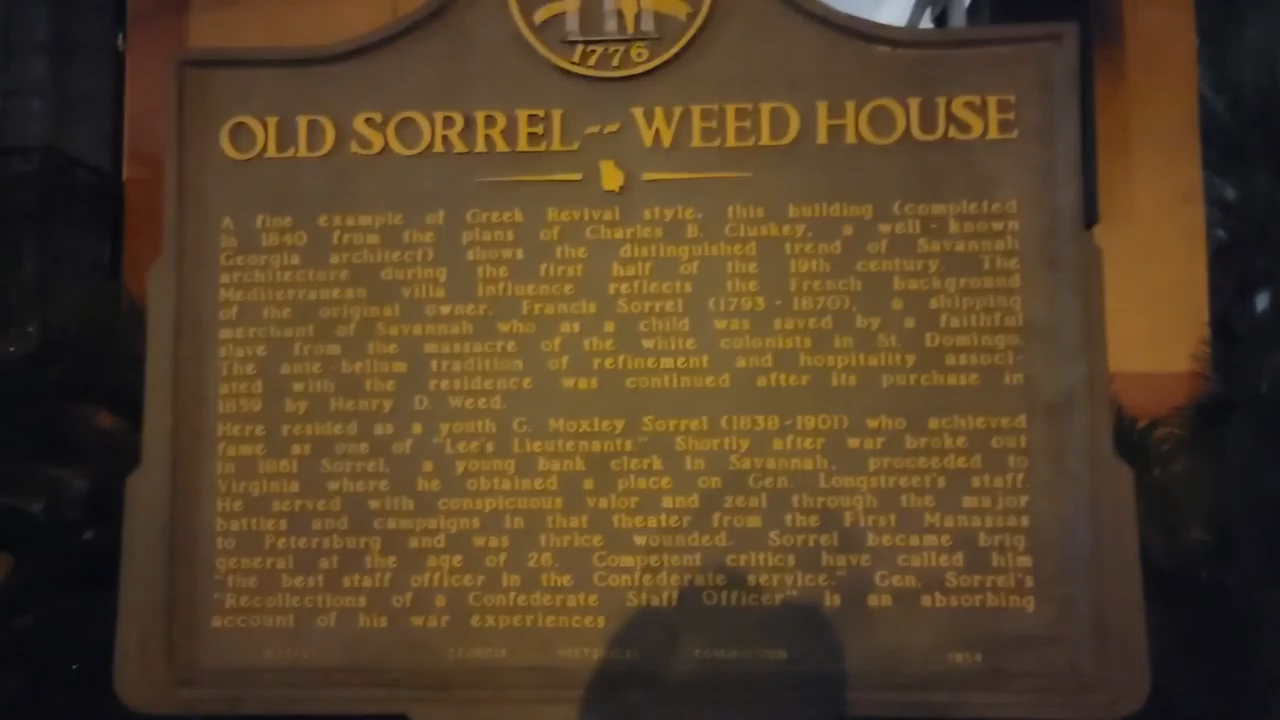 1776
OLD SORREL--WEED HOUSE
A fine example of Greek Revival style, this building (completed
in 1840 from the plans of Charles B. Cluskey, a well-known
Georgia architect) shows the distinguished trend of Savannah
architecture during the first half of the 19th century. The
Mediterranean villa influence reflects the French background
of the original owner, Francis Sorrel (1793-1870), a shipping
merchant of Savannah who as a child was saved by a faithful
slave from the massacre of the white colonists in St. Domingo.
The ante-bellum tradition of refinement and hospitality associ-
ated with the residence was continued after its purchase in
1859 by Henry D. Weed.
Here resided as a youth G. Moxley Sorrel (1838-1901) who achieved
fame as one of "Lee's Lieutenants." Shortly after war broke out
in 1861 Sorrel, a young bank clerk in Savannah, proceeded to
Virginia where he obtained a place on Gen. Longstreet's staff.
He served with conspicuous valor and zeal through the major
battles and campaigns in that theater from the First Manassas
to Petersburg and was thrice wounded. Sorrel became brig.
general at the age of 26. Competent critics have called him
"the best staff officer in the Confederate service." Gen. Sorrel's
"Recollections of a Confederate Staff Officer" is an absorbing
account of his war experiences.
GEORGIA HISTORICAL COMMISSION 1954